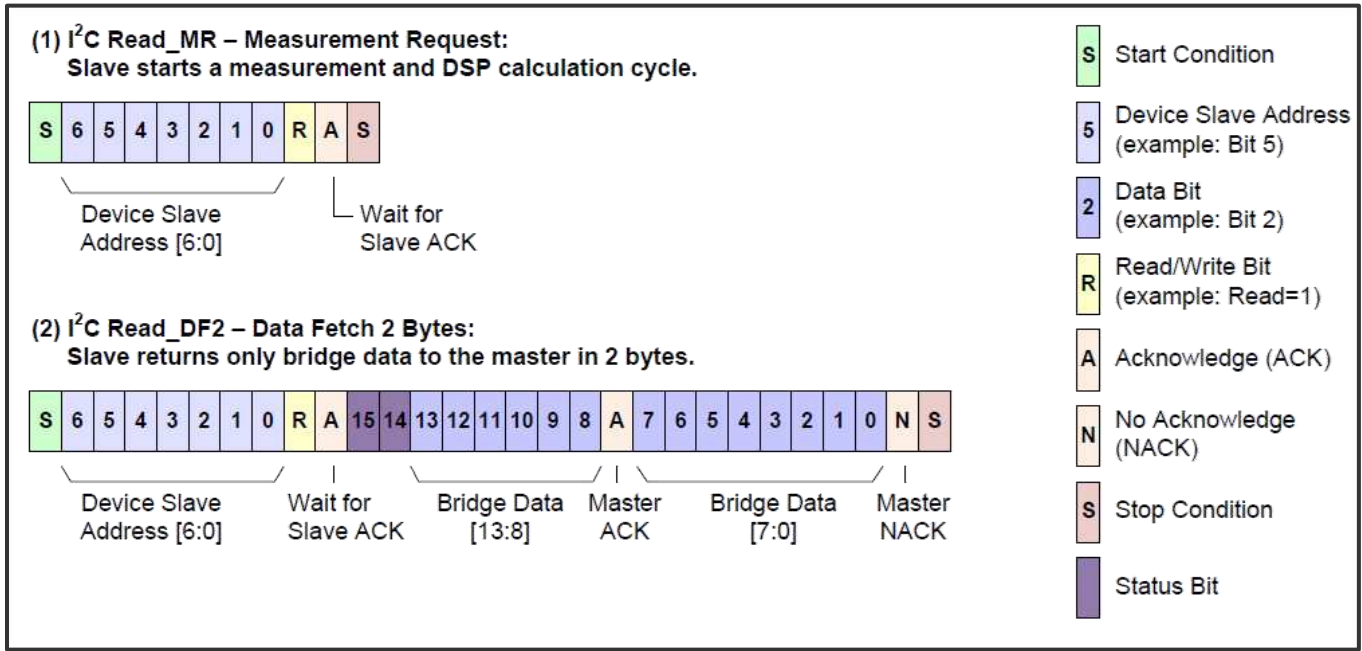 (1) I²C Read_MR – Measurement Request:
Slave starts a measurement and DSP calculation cycle.
S 6 5 4 3 2 1 0 R A S
Device Slave
Address [6:0]
Wait for
Slave ACK
(2) I²C Read_DF2 – Data Fetch 2 Bytes:
Slave returns only bridge data to the master in 2 bytes.
S 6 5 4 3 2 1 0 R A 15 14 13 12 11 10 9 8 A 7 6 5 4 3 2 1 0 N S
Device Slave
Address [6:0]
Wait for
Slave ACK
Bridge Data
[13:8]
Master
ACK
Bridge Data
[7:0]
Master
NACK
S Start Condition
5 Device Slave Address
(example: Bit 5)
2 Data Bit
(example: Bit 2)
R Read/Write Bit
(example: Read=1)
A Acknowledge (ACK)
N No Acknowledge
(NACK)
S Stop Condition
Status Bit